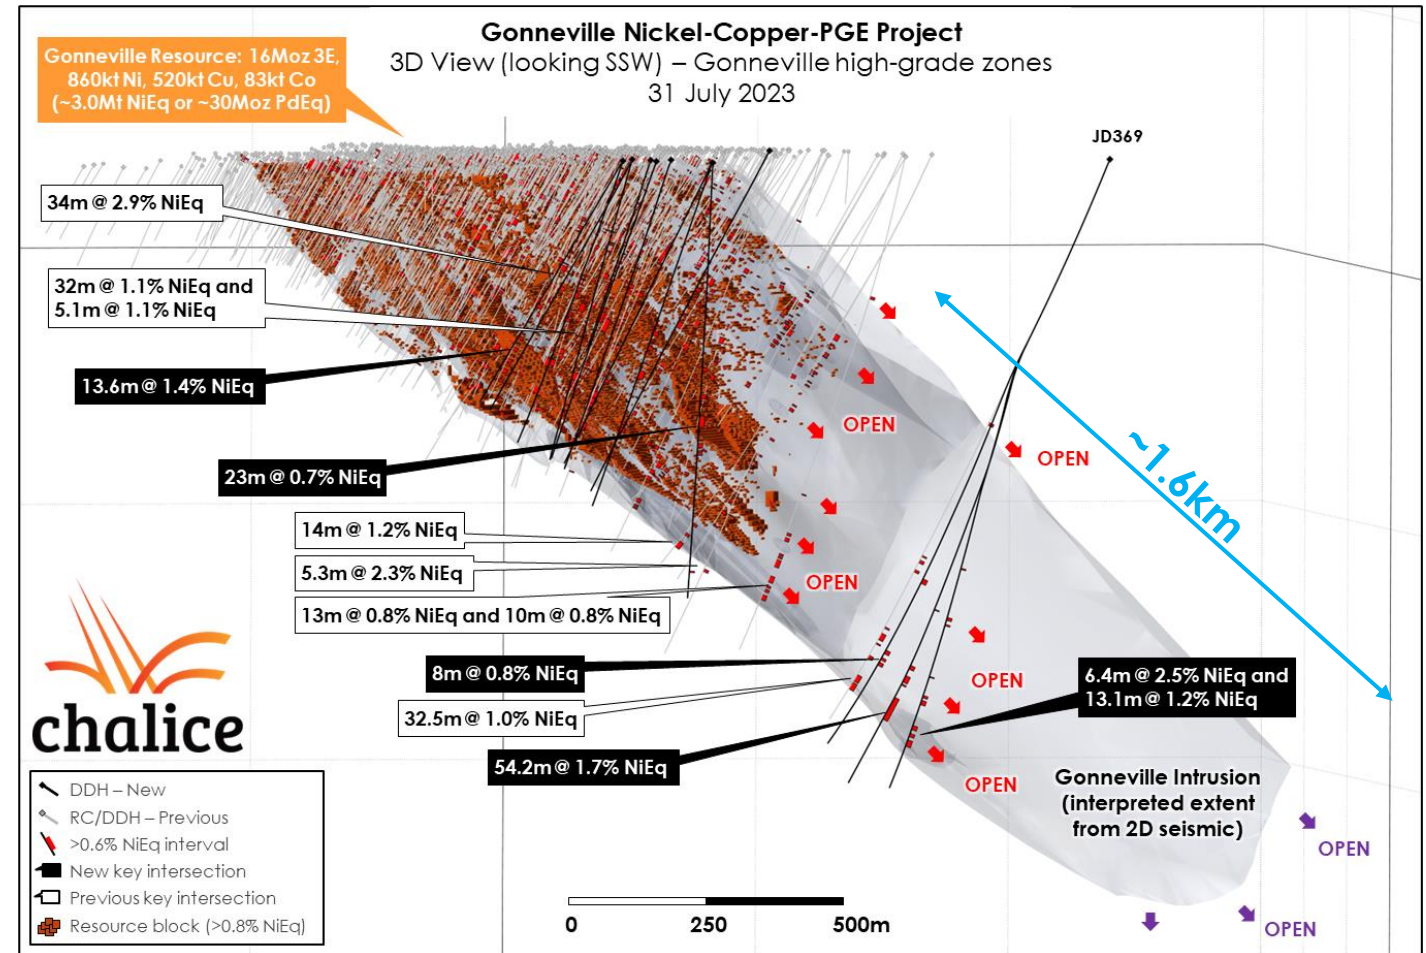 Gonneville Nickel-Copper-PGE Project
3D View (looking SSW) – Gonneville high-grade zones
31 July 2023
Gonneville Resource: 16Moz 3E,
860kt Ni, 520kt Cu, 83kt Co
(~3.0Mt NiEq or ~30Moz PdEq)
JD369
34m @ 2.9% NiEq
32m @ 1.1% NiEq and
5.1m @ 1.1% NiEq
13.6m @ 1.4% NiEq
OPEN
OPEN
~1.6km
23m @ 0.7% NiEq
14m @ 1.2% NiEq
5.3m @ 2.3% NiEq
OPEN
13m @ 0.8% NiEq and 10m @ 0.8% NiEq
8m @ 0.8% NiEq
OPEN
6.4m @ 2.5% NiEq and
13.1m @ 1.2% NiEq
32.5m @ 1.0% NiEq
54.2m @ 1.7% NiEq
OPEN
Gonneville Intrusion
(interpreted extent
from 2D seismic)
OPEN
OPEN
chalice
DDH – New
RC/DDH – Previous
>0.6% NiEq interval
New key intersection
Previous key intersection
Resource block (>0.8% NiEq)
0 250 500m